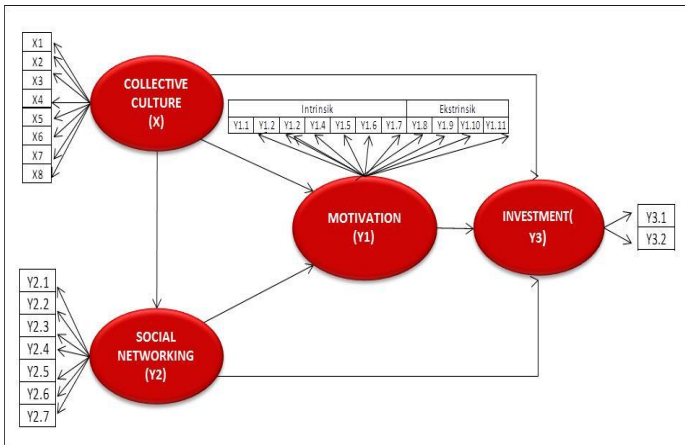 X1
X2
X3
X4
X5
X6
X7
X8
COLLECTIVE
CULTURE
(X)
Intrinsik Ekstrinsik
Y1.1 Y1.2 Y1.2 Y1.4 Y1.5 Y1.6 Y1.7 Y1.8 Y1.9 Y1.10 Y1.11
MOTIVATION
(Y1)
INVESTMENT(
Y3)
Y3.1
Y3.2
Y2.1
Y2.2
Y2.3
Y2.4
Y2.5
Y2.6
Y2.7
SOCIAL
NETWORKING
(Y2)